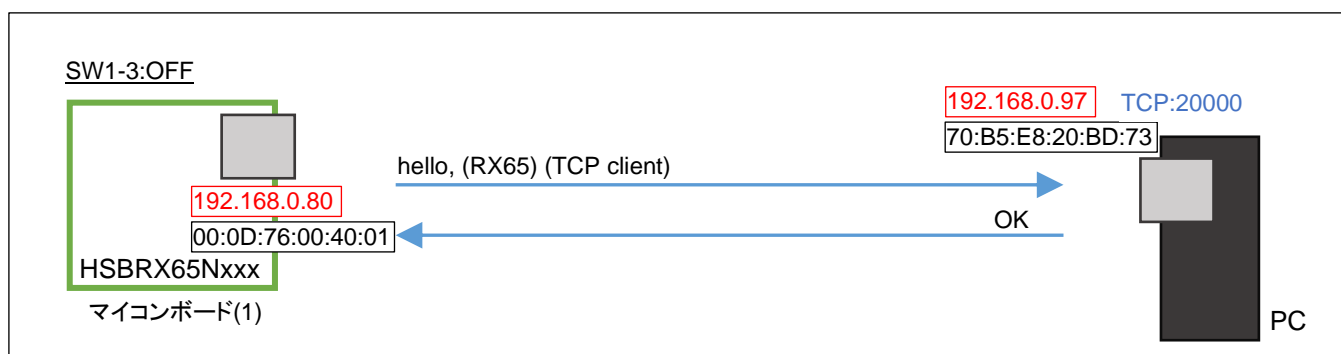 SW1-3:OFF
192.168.0.97 TCP:20000
70:B5:E8:20:BD:73
hello, (RX65) (TCP client)
192.168.0.80
OK
00:0D:76:00:40:01
HSBRX65Nxxx
マイコンボード(1)
PC